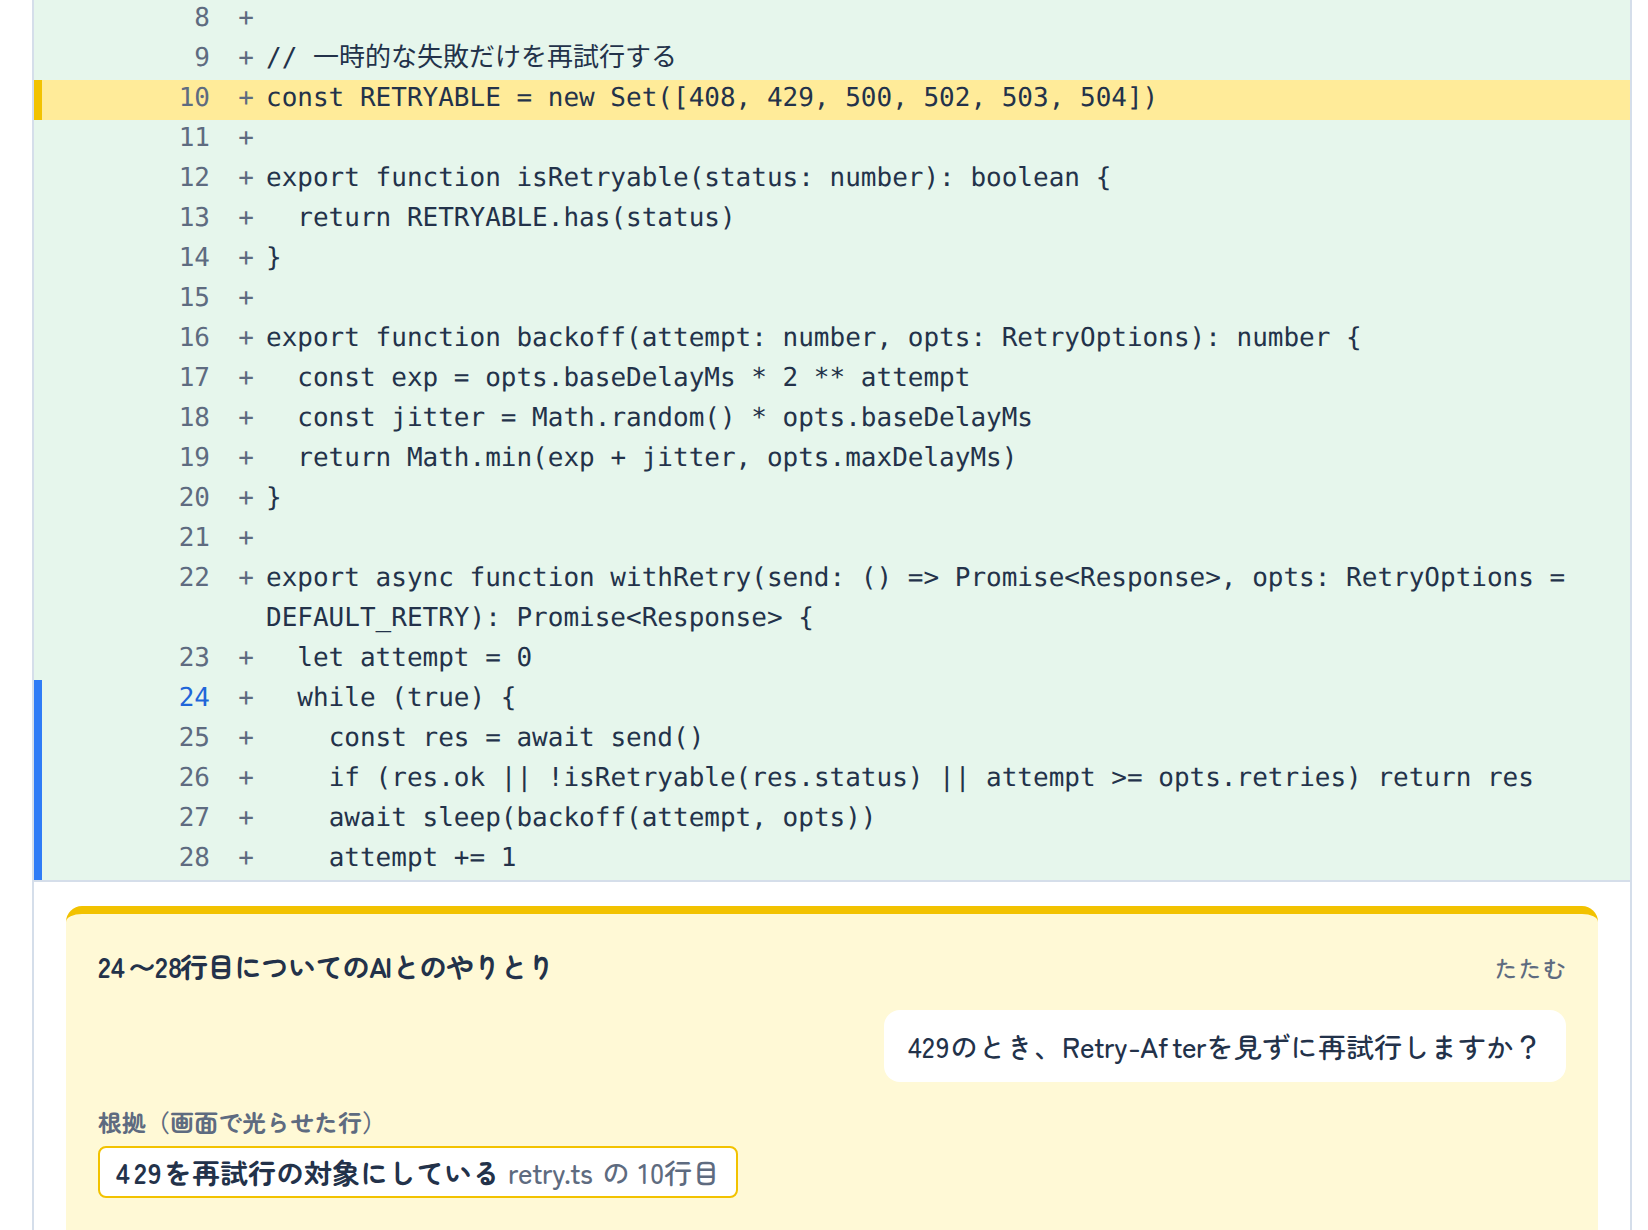 8 +
9 + // 一時的な失敗だけを再試行する
10 + const RETRYABLE = new Set([408, 429, 500, 502, 503, 504])
11 +
12 + export function isRetryable(status: number): boolean {
13 +   return RETRYABLE.has(status)
14 + }
15 +
16 + export function backoff(attempt: number, opts: RetryOptions): number {
17 +   const exp = opts.baseDelayMs * 2 ** attempt
18 +   const jitter = Math.random() * opts.baseDelayMs
19 +   return Math.min(exp + jitter, opts.maxDelayMs)
20 + }
21 +
22 + export async function withRetry(send: () => Promise<Response>, opts: RetryOptions =
DEFAULT_RETRY): Promise<Response> {
23 +   let attempt = 0
24 +   while (true) {
25 +     const res = await send()
26 +     if (res.ok || !isRetryable(res.status) || attempt >= opts.retries) return res
27 +     await sleep(backoff(attempt, opts))
28 +     attempt += 1
24〜28行目についてのAIとのやりとり たたむ
429のとき、Retry-Afterを見ずに再試行しますか？
根拠（画面で光らせた行）
429を再試行の対象にしている retry.ts の 10行目